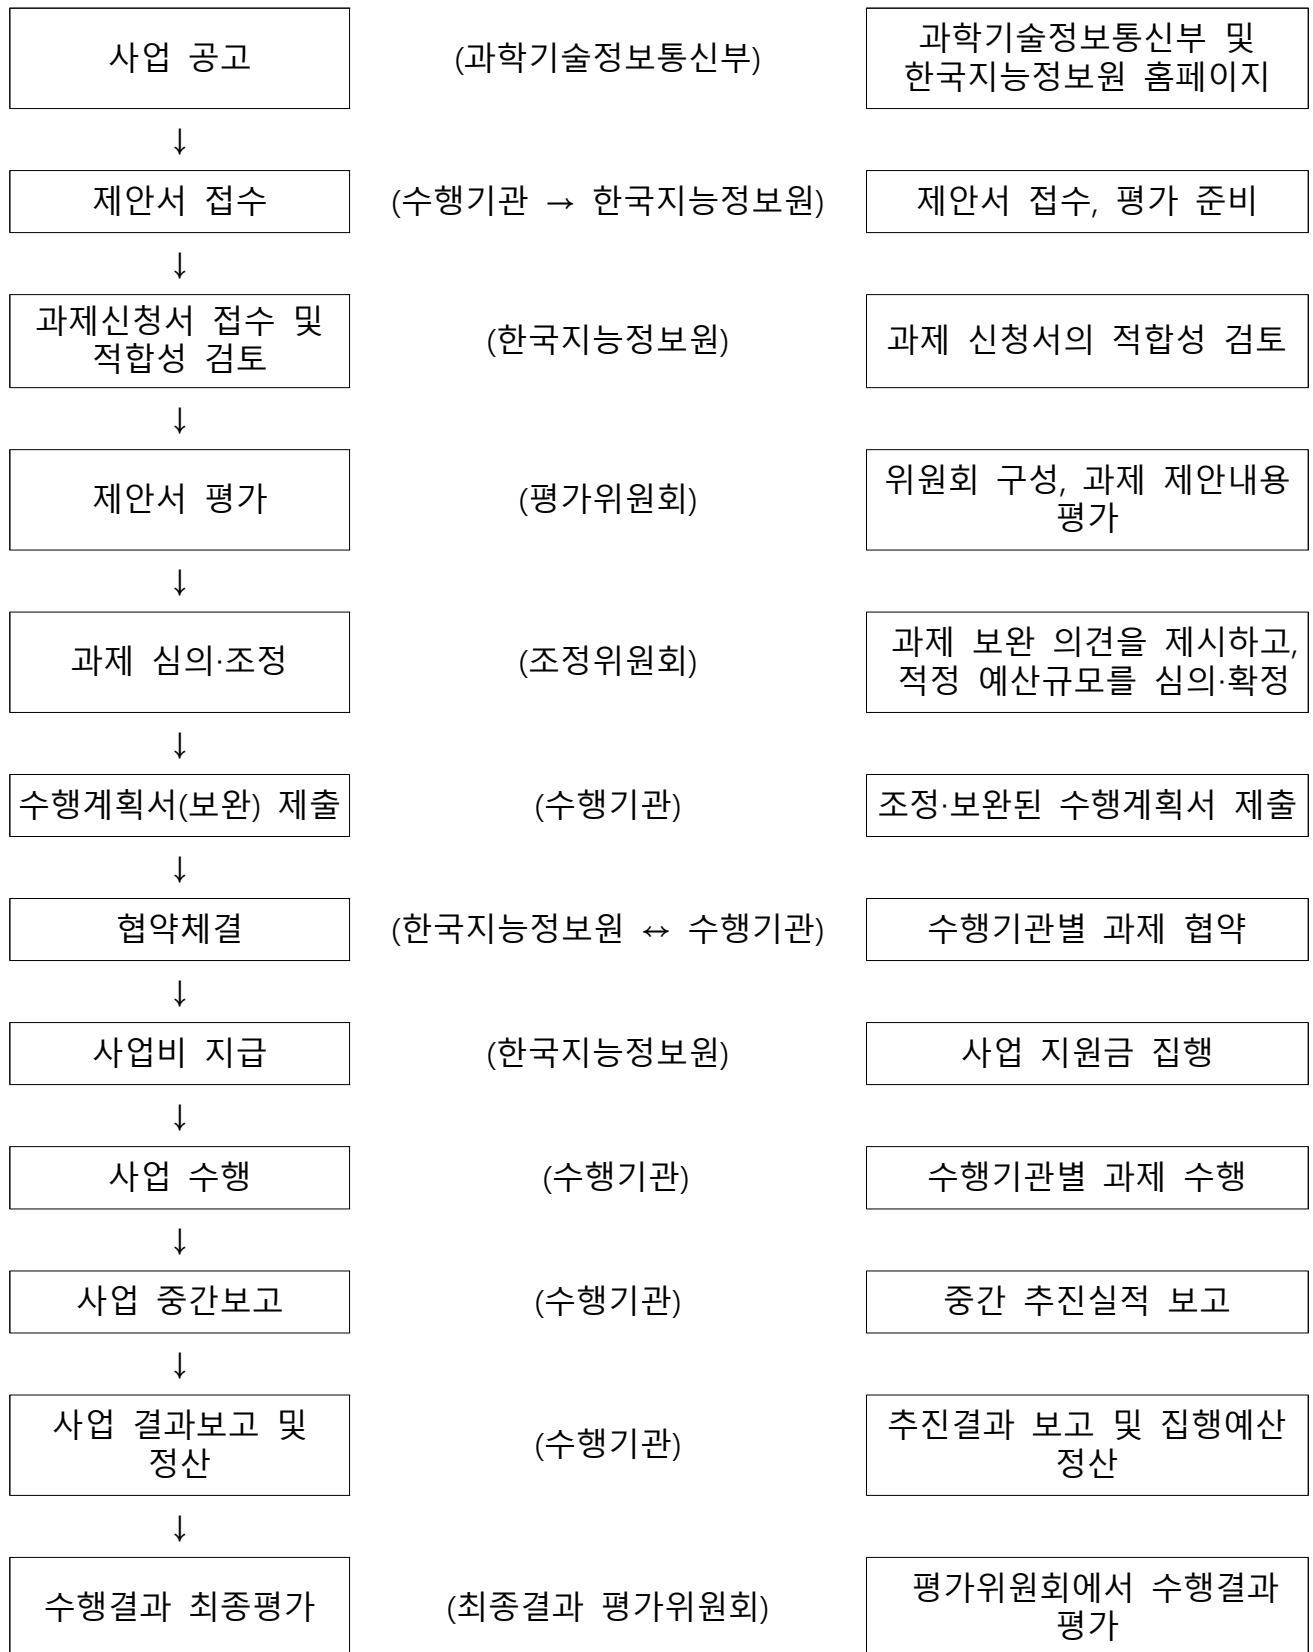 사업 공고
(과학기술정보통신부)
과학기술정보통신부 및
한국지능정보원 홈페이지
↓
제안서 접수
(수행기관 → 한국지능정보원)
제안서 접수, 평가 준비
↓
과제신청서 접수 및
적합성 검토
(한국지능정보원)
과제 신청서의 적합성 검토
↓
제안서 평가
(평가위원회)
위원회 구성, 과제 제안내용
평가
↓
과제 심의·조정
(조정위원회)
과제 보완 의견을 제시하고,
적정 예산규모를 심의·확정
↓
수행계획서(보완) 제출
(수행기관)
조정·보완된 수행계획서 제출
↓
협약체결
(한국지능정보원 ↔ 수행기관)
수행기관별 과제 협약
↓
사업비 지급
(한국지능정보원)
사업 지원금 집행
↓
사업 수행
(수행기관)
수행기관별 과제 수행
↓
사업 중간보고
(수행기관)
중간 추진실적 보고
↓
사업 결과보고 및
정산
(수행기관)
추진결과 보고 및 집행예산
정산
↓
수행결과 최종평가
(최종결과 평가위원회)
평가위원회에서 수행결과
평가